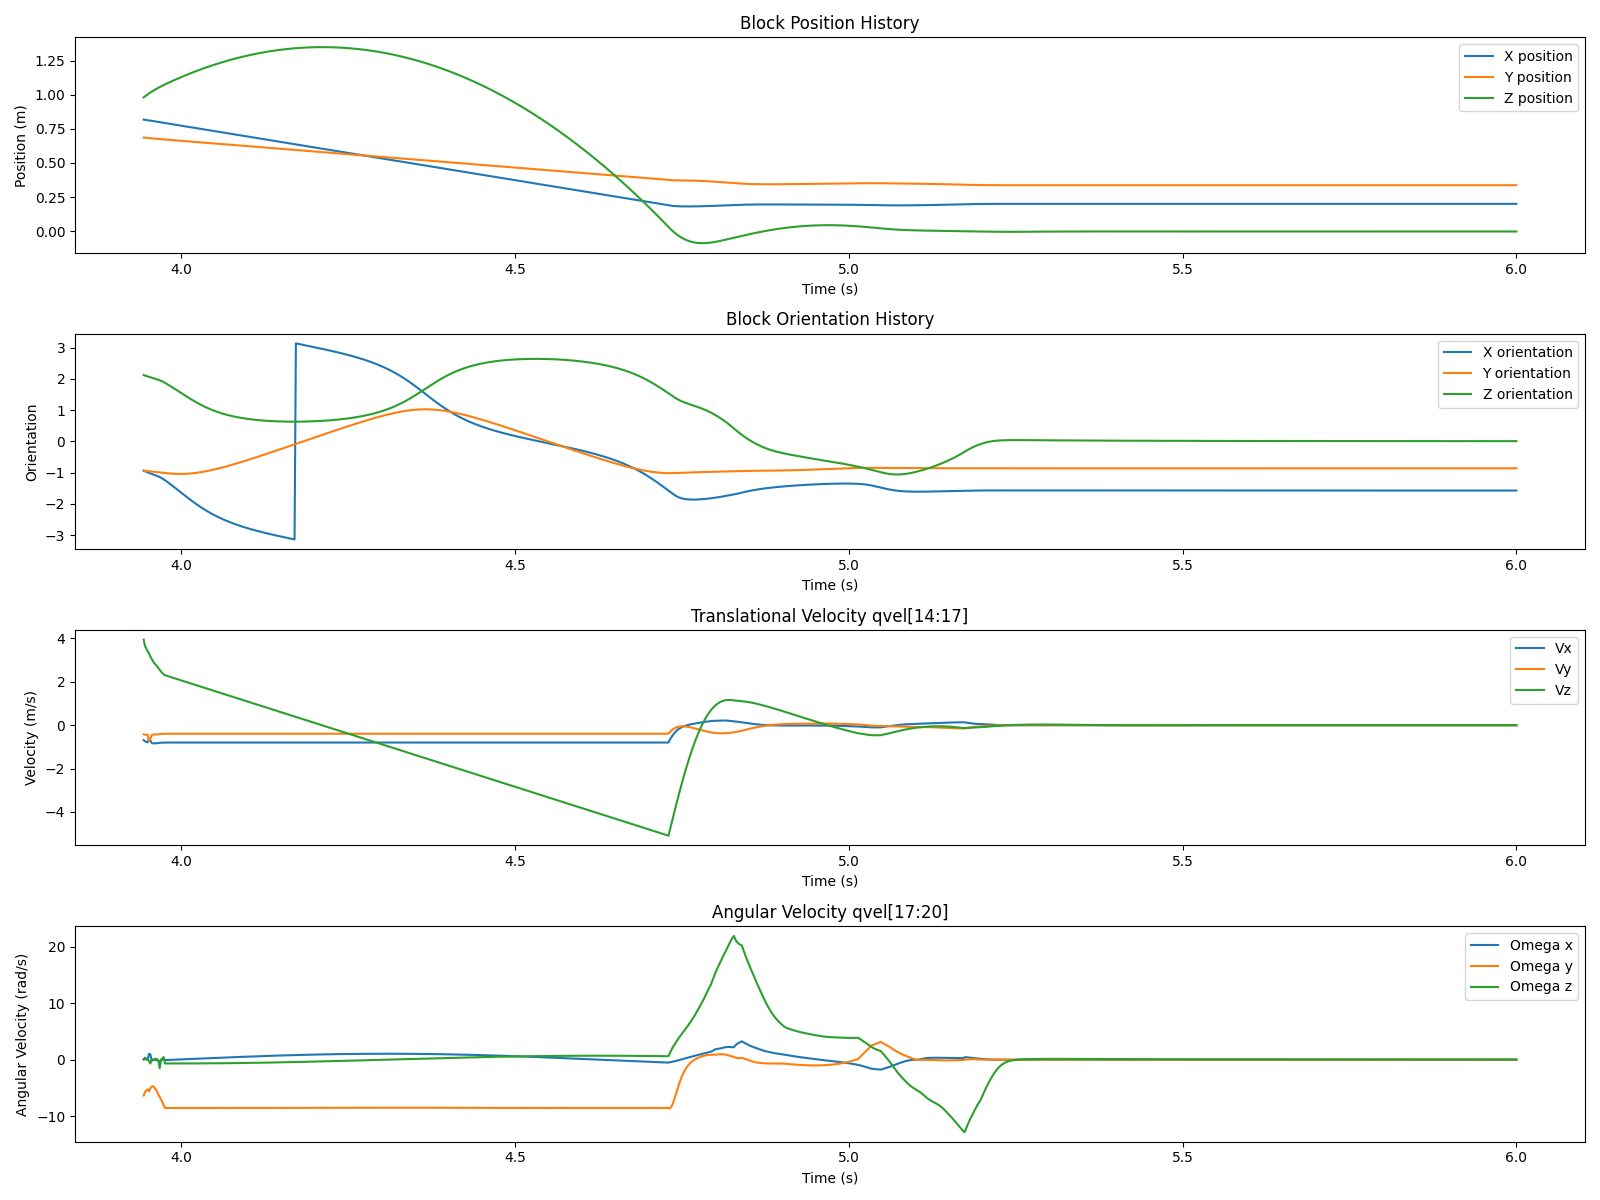 Block Position History
Position (m)
1.25
1.00
0.75
0.50
0.25
0.00
X position
Y position
Z position
4.0 4.5 5.0 5.5 6.0
Time (s)
Block Orientation History
Orientation
3
2
1
0
−1
−2
−3
X orientation
Y orientation
Z orientation
4.0 4.5 5.0 5.5 6.0
Time (s)
Translational Velocity qvel[14:17]
Velocity (m/s)
4
2
0
−2
−4
Vx
Vy
Vz
4.0 4.5 5.0 5.5 6.0
Time (s)
Angular Velocity qvel[17:20]
Angular Velocity (rad/s)
20
10
0
−10
Omega x
Omega y
Omega z
4.0 4.5 5.0 5.5 6.0
Time (s)